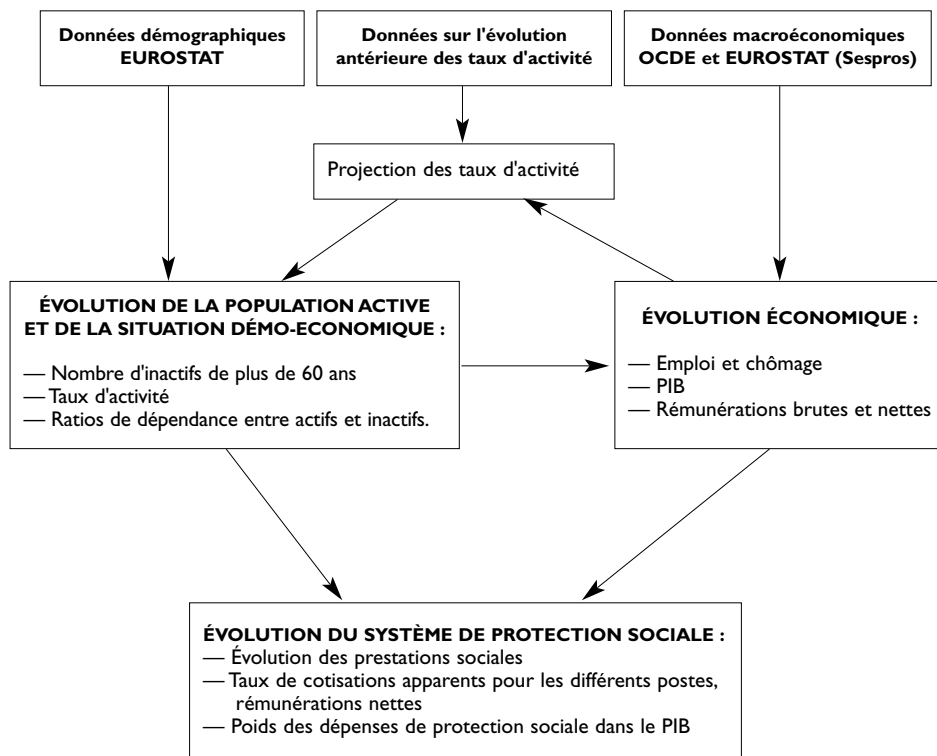 Données démographiques
EUROSTAT
Données sur l'évolution
antérieure des taux d'activité
Données macroéconomiques
OCDE et EUROSTAT (Sespros)
Projection des taux d'activité
ÉVOLUTION DE LA POPULATION ACTIVE
ET DE LA SITUATION DÉMO-ECONOMIQUE :
— Nombre d'inactifs de plus de 60 ans
— Taux d'activité
— Ratios de dépendance entre actifs et inactifs.
ÉVOLUTION ÉCONOMIQUE :
— Emploi et chômage
— PIB
— Rémunérations brutes et nettes
ÉVOLUTION DU SYSTÈME DE PROTECTION SOCIALE :
— Évolution des prestations sociales
— Taux de cotisations apparents pour les différents postes,
rémunérations nettes
— Poids des dépenses de protection sociale dans le PIB